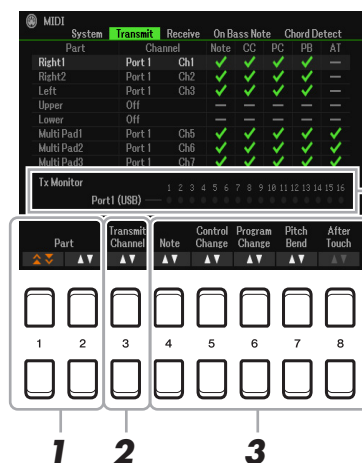 MIDI
System Transmit Receive On Bass Note Chord Detect
Part Channel Note CC PC PB AT
Right1 Port 1 Ch1
Right2 Port 1 Ch2
Left Port 1 Ch3
Upper Off
Lower Off
Multi Pad1 Port 1 Ch5
Multi Pad2 Port 1 Ch6
Multi Pad3 Port 1 Ch7
Tx Monitor
1 2 3 4 5 6 7 8 9 10 11 12 13 14 15 16
Port1 (USB)
Part Transmit Channel Note Control Change Program Change Pitch Bend After Touch
1 2 3 4 5 6 7 8
1 2 3